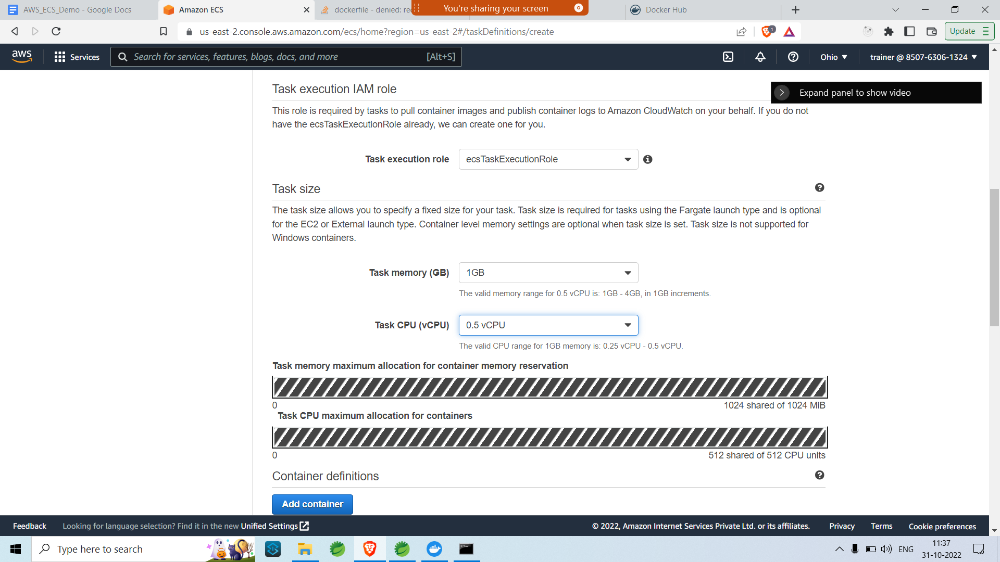 AWS_ECS_Demo - Google Docs
Amazon ECS
dockerfile - denied: re
You're sharing your screen
Docker Hub
us-east-2.console.aws.amazon.com/ecs/home?region=us-east-2#/taskDefinitions/create
1
Update
aws
Services
Search for services, features, blogs, docs, and more
[Alt+S]
Ohio
trainer @ 8507-6306-1324
Expand panel to show video
Task execution IAM role
This role is required by tasks to pull container images and publish container logs to Amazon CloudWatch on your behalf. If you do not
have the ecsTaskExecutionRole already, we can create one for you.
Task execution role
ecsTaskExecutionRole
Task size
The task size allows you to specify a fixed size for your task. Task size is required for tasks using the Fargate launch type and is optional
for the EC2 or External launch type. Container level memory settings are optional when task size is set. Task size is not supported for
Windows containers.
Task memory (GB)
1GB
The valid memory range for 0.5 vCPU is: 1GB - 4GB, in 1GB increments.
Task CPU (vCPU)
0.5 vCPU
The valid CPU range for 1GB memory is: 0.25 vCPU - 0.5 vCPU.
Task memory maximum allocation for container memory reservation
0
1024 shared of 1024 MiB
Task CPU maximum allocation for containers
0
512 shared of 512 CPU units
Container definitions
Add container
Feedback
Looking for language selection? Find it in the new Unified Settings
© 2022, Amazon Internet Services Private Ltd. or its affiliates.
Privacy
Terms
Cookie preferences
Type here to search
ENG
11:37
31-10-2022